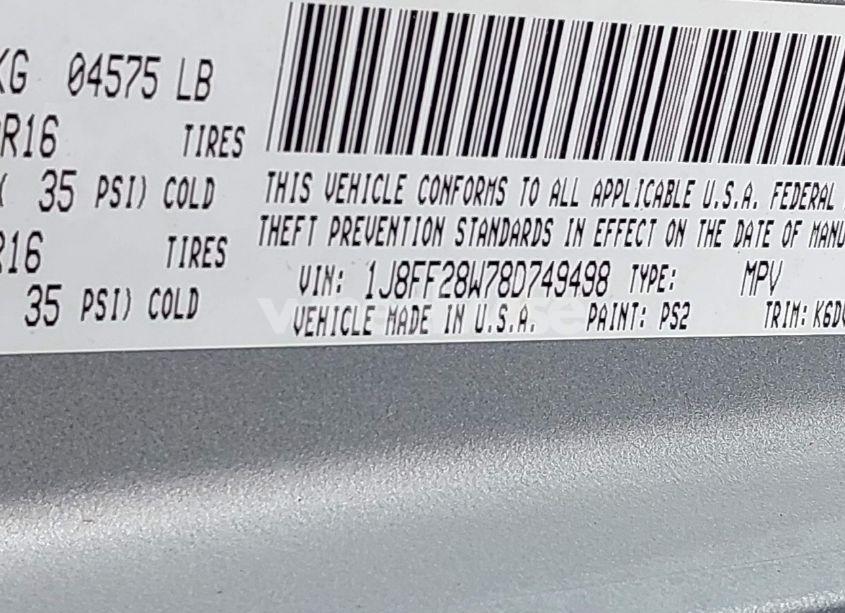 KG 04575 LB
R16 TIRES
35 PSI) COLD
R16 TIRES
35 PSI) COLD
THIS VEHICLE CONFORMS TO ALL APPLICABLE U.S.A. FEDERAL
THEFT PREVENTION STANDARDS IN EFFECT ON THE DATE OF MANU
VIN: 1J8FF28W78D749498 TYPE: MPV
VEHICLE MADE IN U.S.A. PAINT: PS2 TRIM: K6D